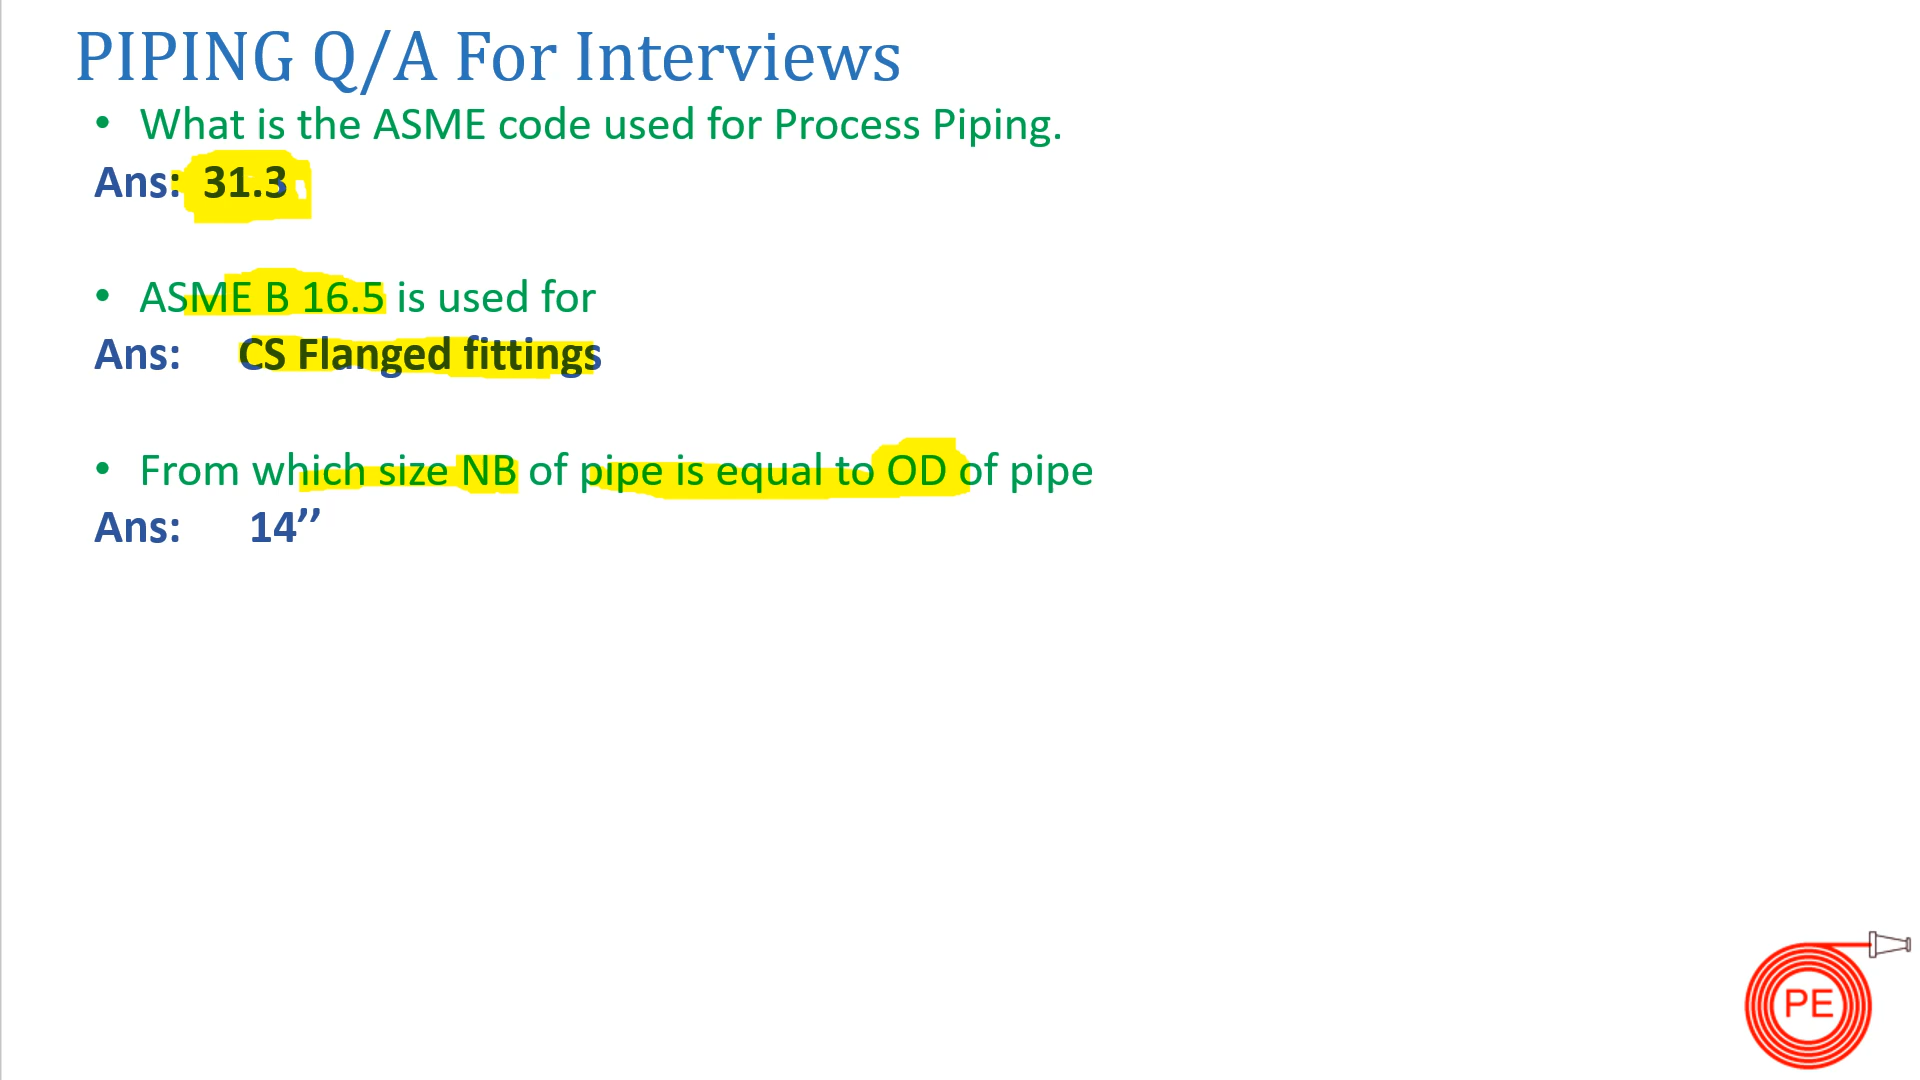 PIPING Q/A For Interviews
• What is the ASME code used for Process Piping.
Ans: 31.3
• ASME B 16.5 is used for
Ans: CS Flanged fittings
• From which size NB of pipe is equal to OD of pipe
Ans: 14’’
PE